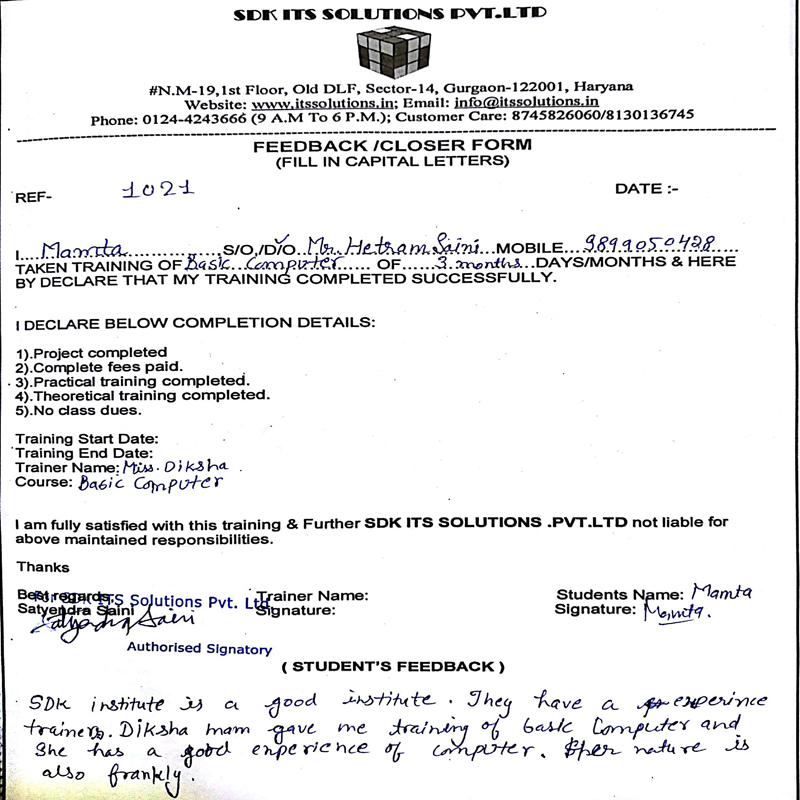 SDK ITS SOLUTIONS PVT.LTD
#N.M-19,1st Floor, Old DLF, Sector-14, Gurgaon-122001, Haryana
Website: www.itssolutions.in; Email: info@itssolutions.in
Phone: 0124-4243666 (9 A.M To 6 P.M.); Customer Care: 8745826060/8130136745
FEEDBACK /CLOSER FORM
(FILL IN CAPITAL LETTERS)
REF- 1021 DATE :-
I....Mamta....................S/O,/D/O..Mr. Hetram Saini...MOBILE...9899050428.....
TAKEN TRAINING OF Basic Computer...... OF......3 months...DAYS/MONTHS & HERE
BY DECLARE THAT MY TRAINING COMPLETED SUCCESSFULLY.
I DECLARE BELOW COMPLETION DETAILS:
1).Project completed
2).Complete fees paid.
3).Practical training completed.
4).Theoretical training completed.
5).No class dues.
Training Start Date:
Training End Date:
Trainer Name: Miss. Diksha
Course: Basic Computer
I am fully satisfied with this training & Further SDK ITS SOLUTIONS .PVT.LTD not liable for
above maintained responsibilities.
Thanks
Best regards, For SDK ITS Solutions Pvt. Ltd Trainer Name: Students Name: Mamta
Satyendra Saini Signature: Signature: Mamta.
Satyendra Saini
Authorised Signatory
( STUDENT'S FEEDBACK )
SDK institute is a good institute. They have a experince
trainers. Diksha mam gave me training of basic Computer and
She has a good enperience of computer. her nature is
also frankly.